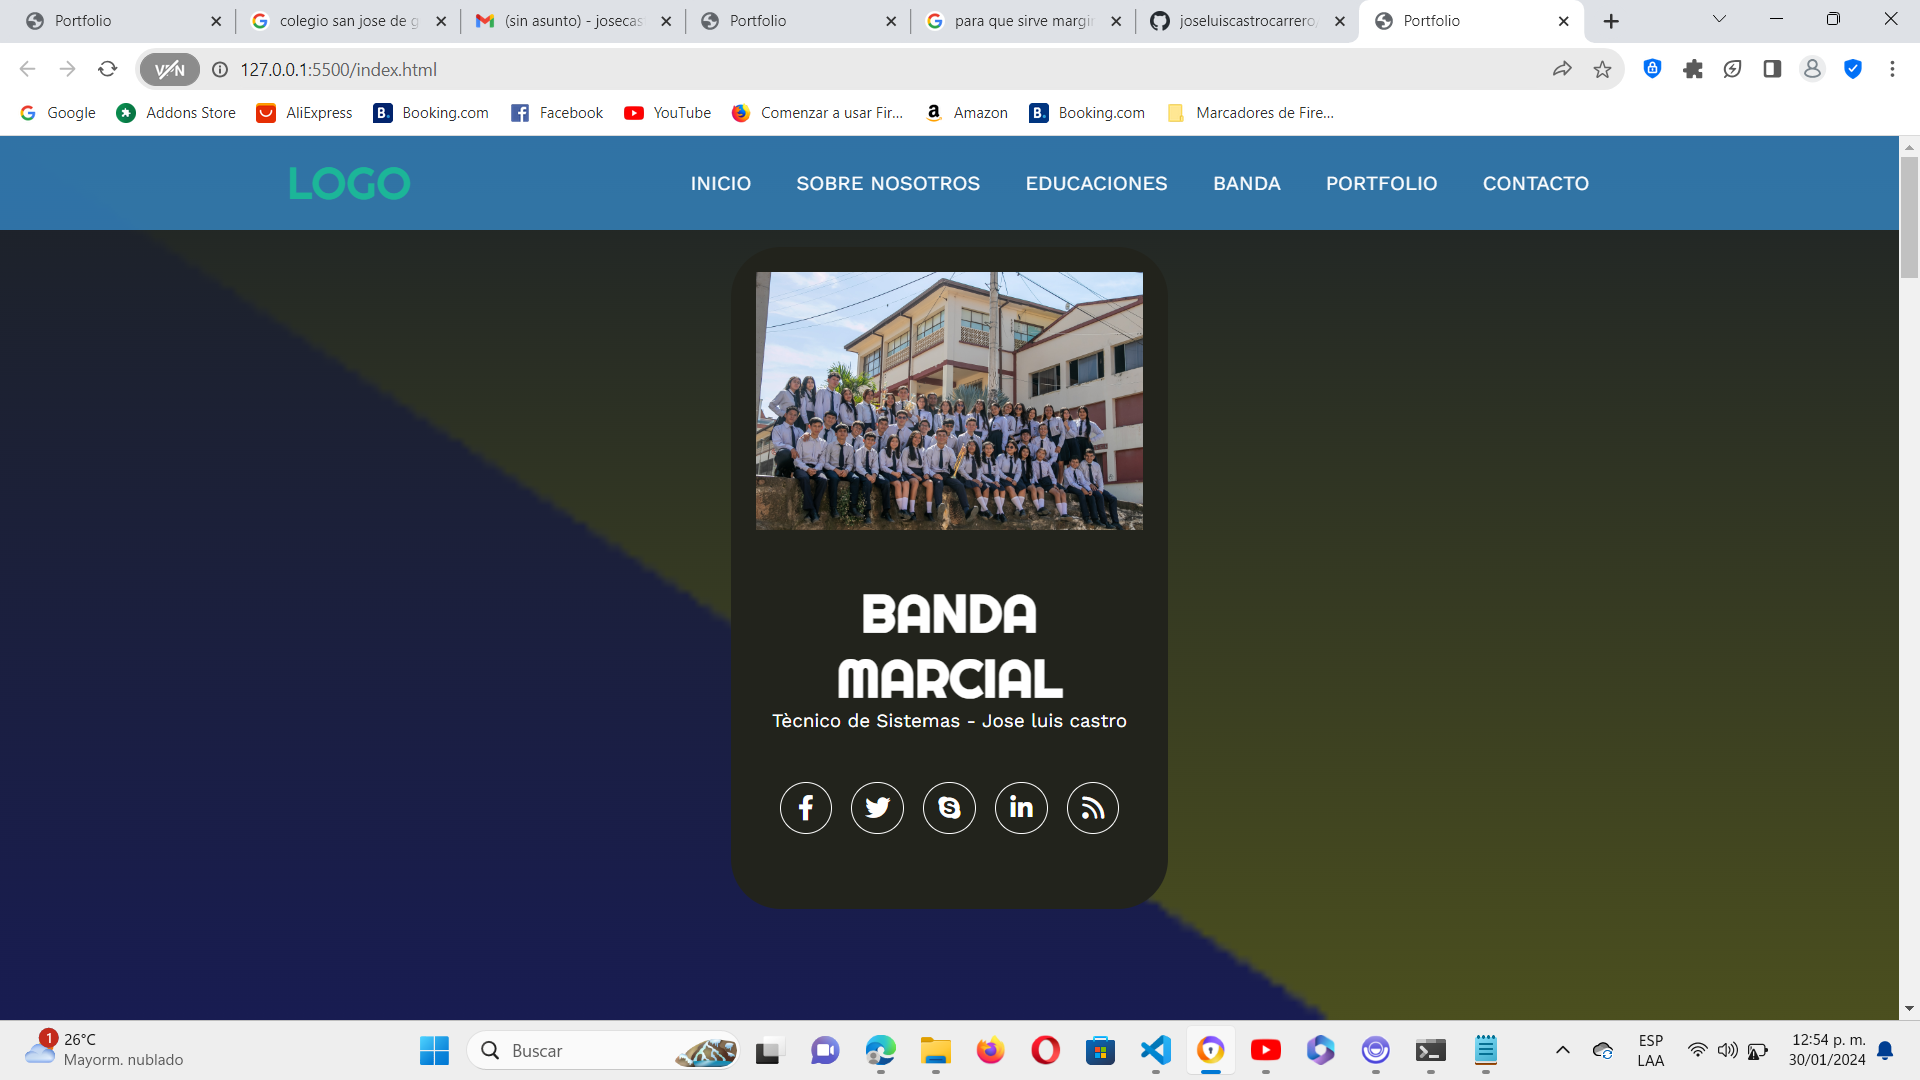 Portfolio
colegio san jose de g
(sin asunto) - josecas
Portfolio
para que sirve margin
joseluiscastrocarrero/
Portfolio
VPN
127.0.0.1:5500/index.html
Google
Addons Store
AliExpress
B. Booking.com
Facebook
YouTube
Comenzar a usar Fir...
a Amazon
B. Booking.com
Marcadores de Fire...
LOGO
INICIO
SOBRE NOSOTROS
EDUCACIONES
BANDA
PORTFOLIO
CONTACTO
BANDA
MARCIAL
Tècnico de Sistemas - Jose luis castro
1
26°C
Mayorm. nublado
Buscar
ESP
LAA
12:54 p. m.
30/01/2024